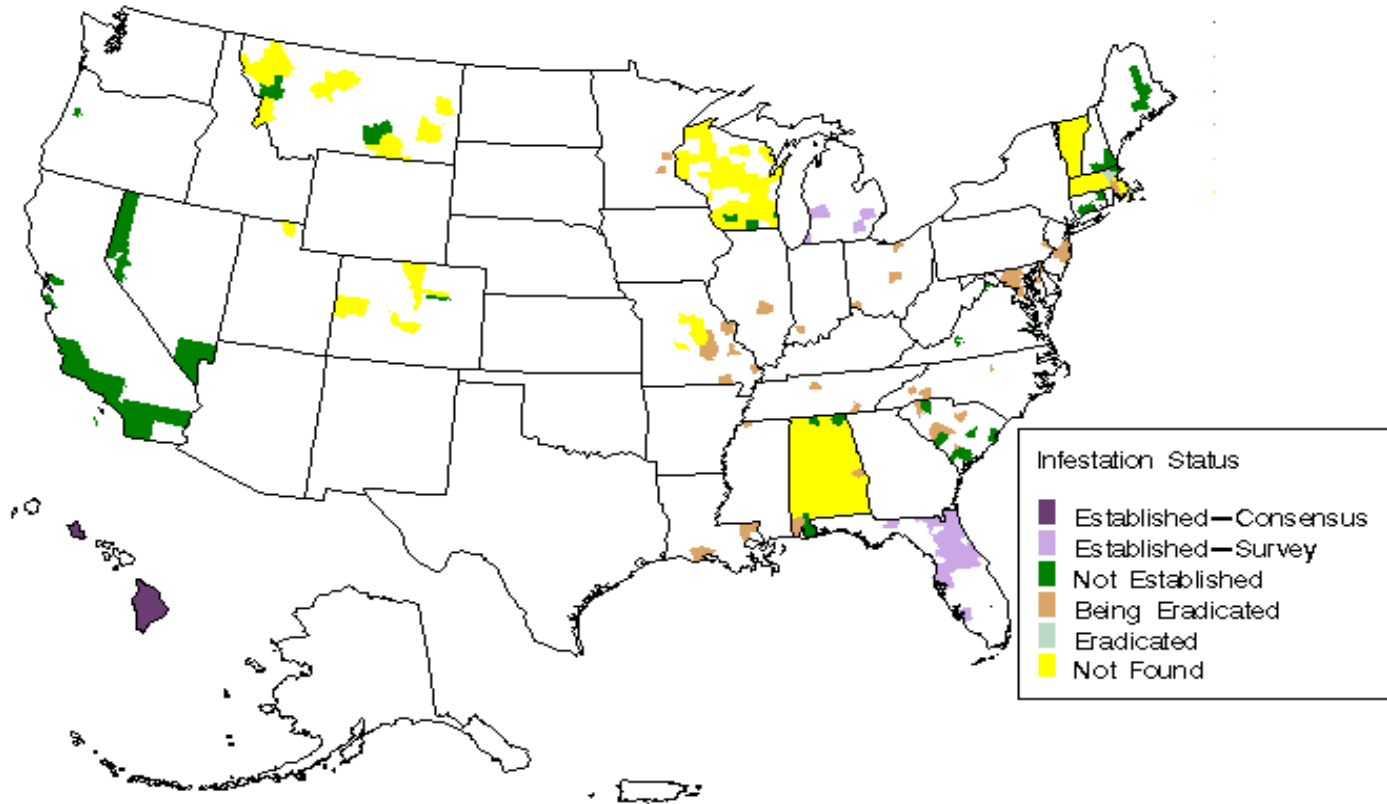 Infestation Status
Established—Consensus
Established—Survey
Not Established
Being Eradicated
Eradicated
Not Found